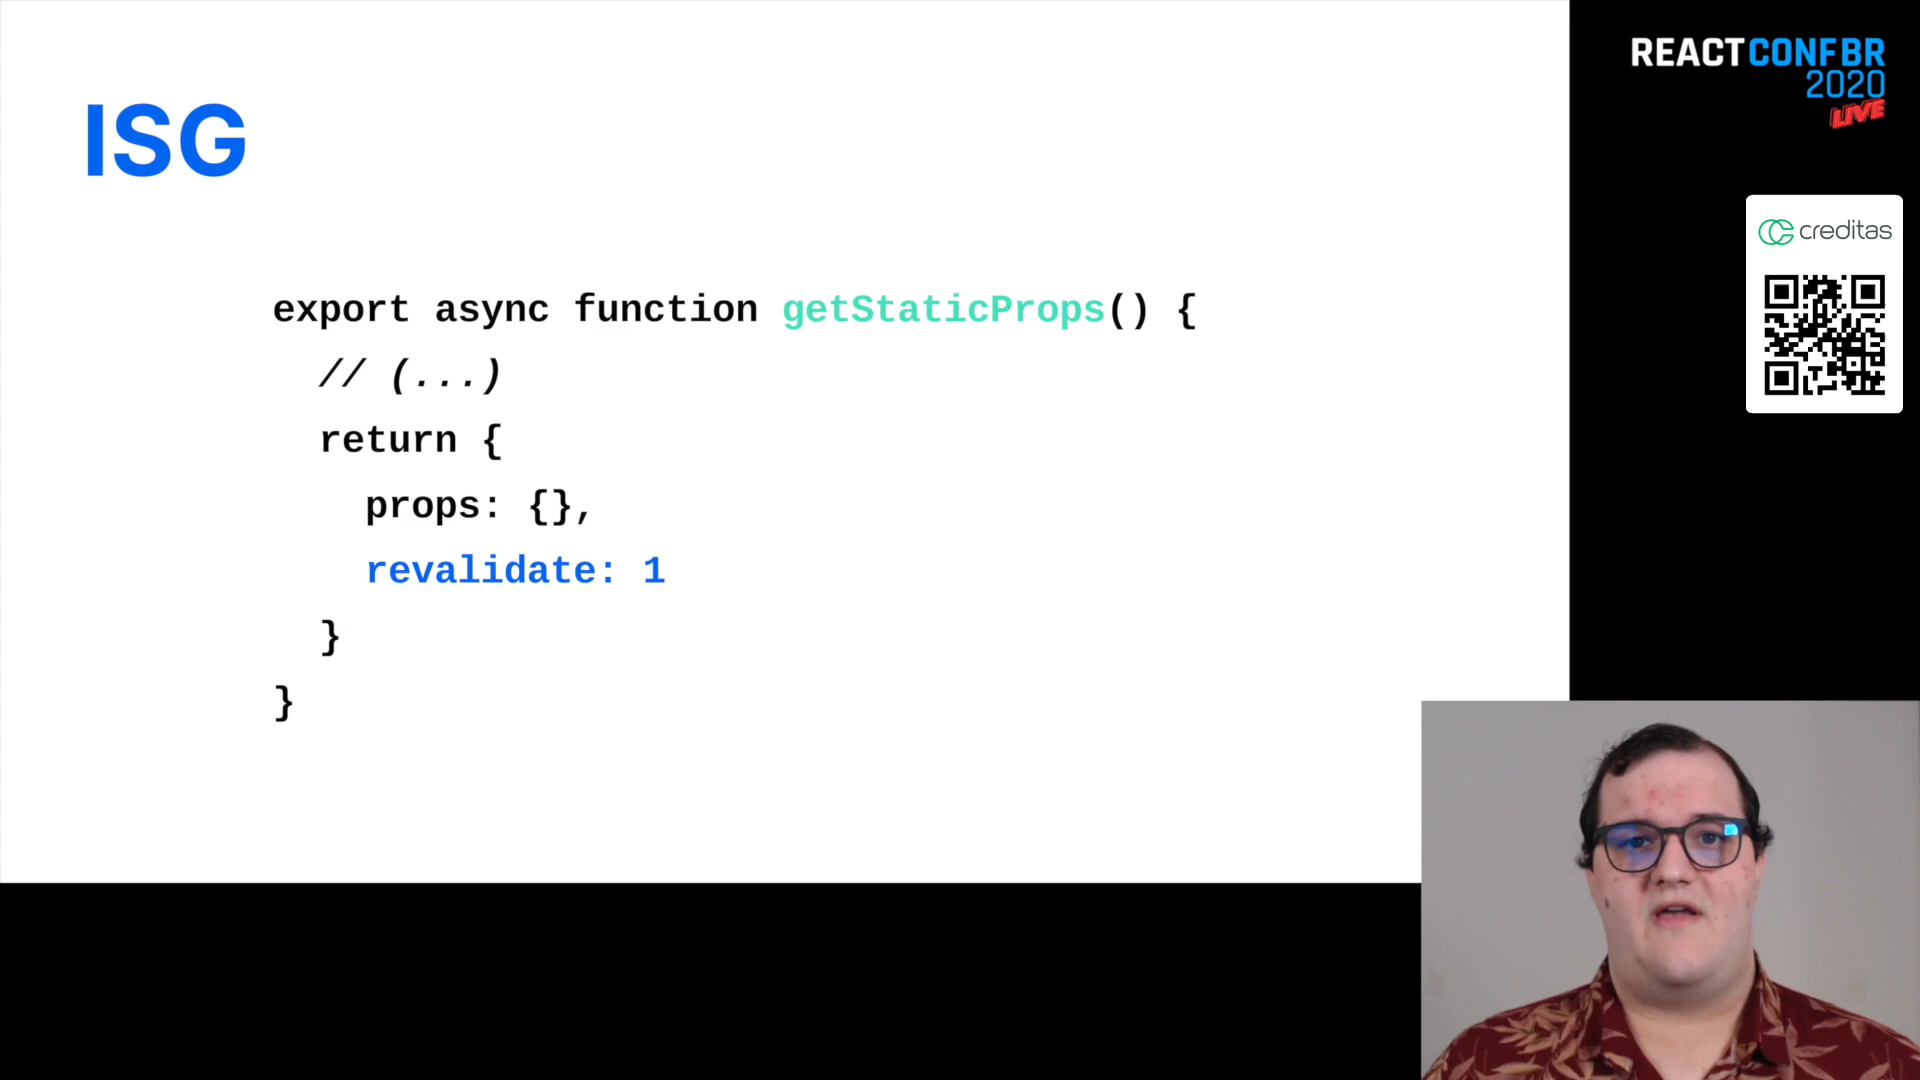 ISG
export async function getStaticProps() {
// (...)
return {
props: {},
revalidate: 1
}
}
REACTCONFBR
2020
LIVE
creditas